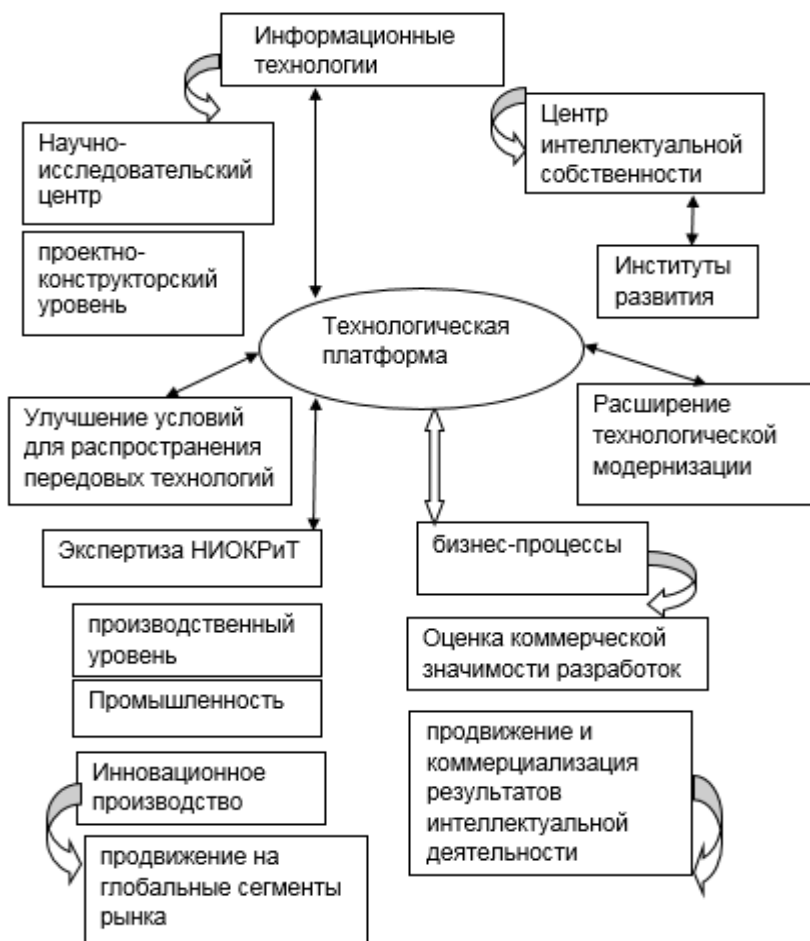 Информационные
технологии
Центр
интеллектуальной
собственности
Научно-
исследовательский
центр
проектно-
конструкторский
уровень
Институты
развития
Технологическая
платформа
Улучшение условий
для распространения
передовых технологий
Расширение
технологической
модернизации
Экспертиза НИОКРиТ
бизнес-процессы
производственный
уровень
Оценка коммерческой
значимости разработок
Промышленность
Инновационное
производство
продвижение и
коммерциализация
результатов
интеллектуальной
деятельности
продвижение на
глобальные сегменты
рынка